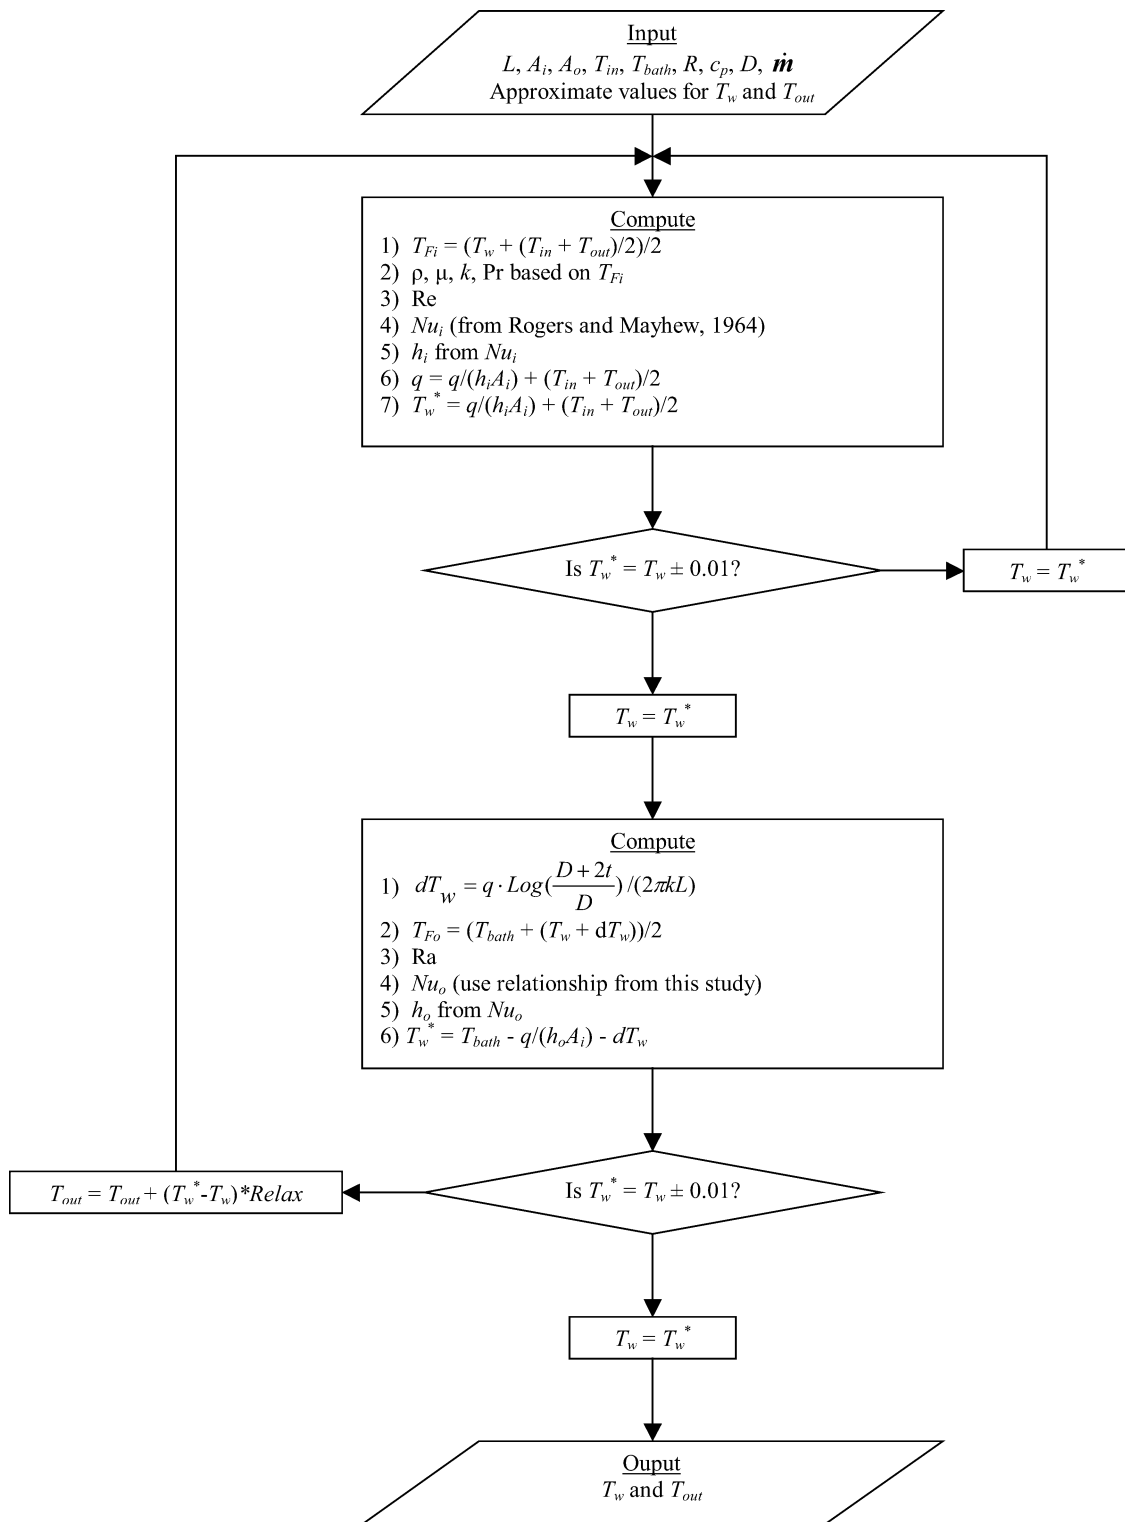 Input
L, Aᵢ, Aₒ, Tᵢₙ, T_bath, R, cₚ, D, ṁ
Approximate values for T_w and T_out
Compute
1) T_Fi = (T_w + (T_in + T_out)/2)/2
2) ρ, μ, k, Pr based on T_Fi
3) Re
4) Nu_i (from Rogers and Mayhew, 1964)
5) h_i from Nu_i
6) q = q/(h_iA_i) + (T_in + T_out)/2
7) T_w* = q/(h_iA_i) + (T_in + T_out)/2
Is T_w* = T_w ± 0.01?
T_w = T_w*
T_w = T_w*
Compute
1) dT_w = q · Log((D + 2t)/D) /(2πkL)
2) T_Fo = (T_bath + (T_w + dT_w))/2
3) Ra
4) Nu_o (use relationship from this study)
5) h_o from Nu_o
6) T_w* = T_bath - q/(h_oA_i) - dT_w
Is T_w* = T_w ± 0.01?
T_out = T_out + (T_w*-T_w)*Relax
T_w = T_w*
Ouput
T_w and T_out